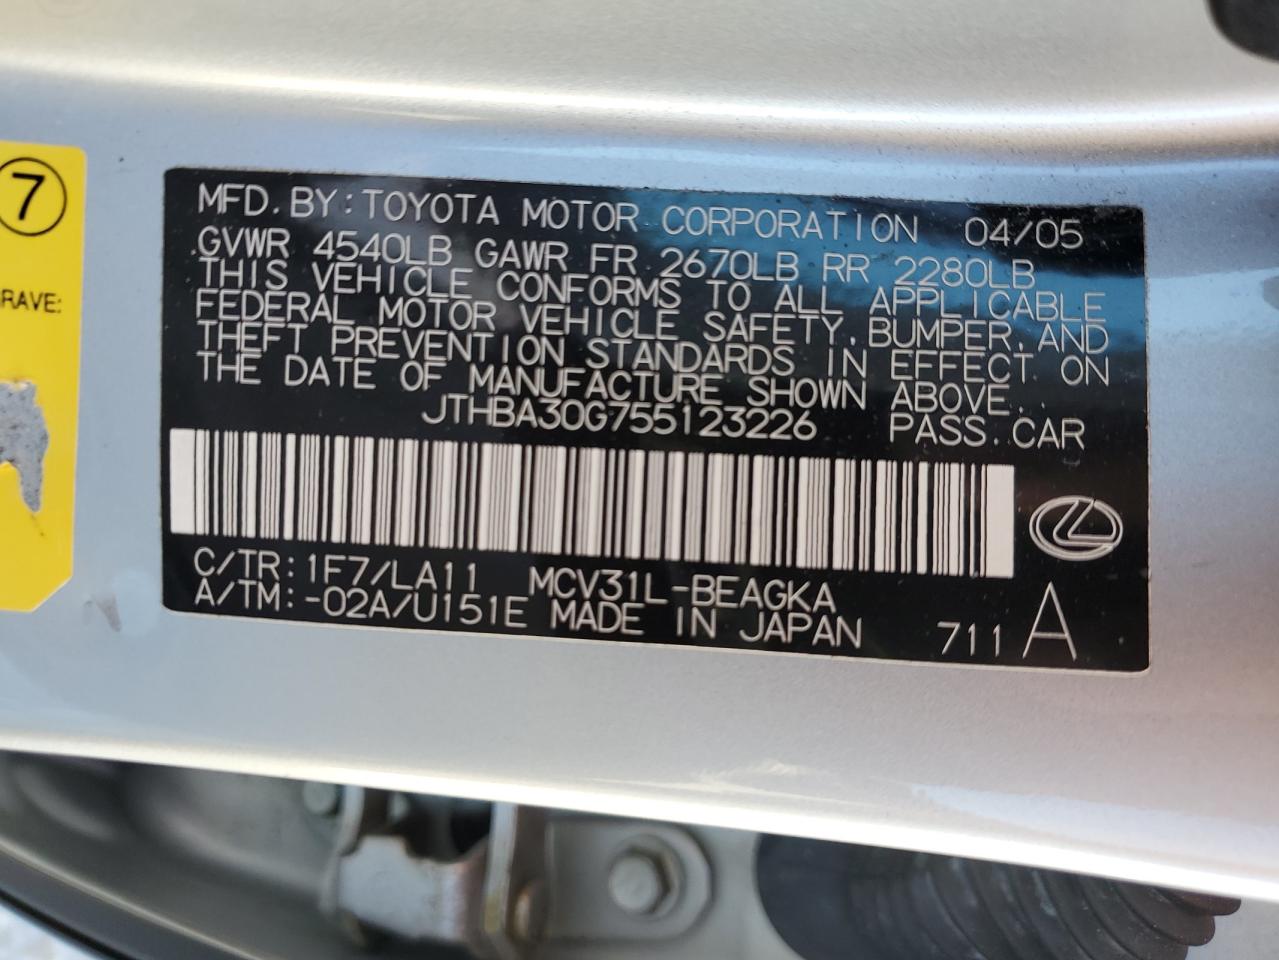 7
RAVE:
MFD. BY: TOYOTA MOTOR CORPORATION 04/05
GVWR 4540LB GAWR FR 2670LB RR 2280LB
THIS VEHICLE CONFORMS TO ALL APPLICABLE
FEDERAL MOTOR VEHICLE SAFETY, BUMPER, AND
THEFT PREVENTION STANDARDS IN EFFECT ON
THE DATE OF MANUFACTURE SHOWN ABOVE.
JTHBA30G755123226 PASS. CAR
C/TR: 1F7/LA11 MCV31L-BEAGKA
A/TM: -02A/U151E MADE IN JAPAN 711 A